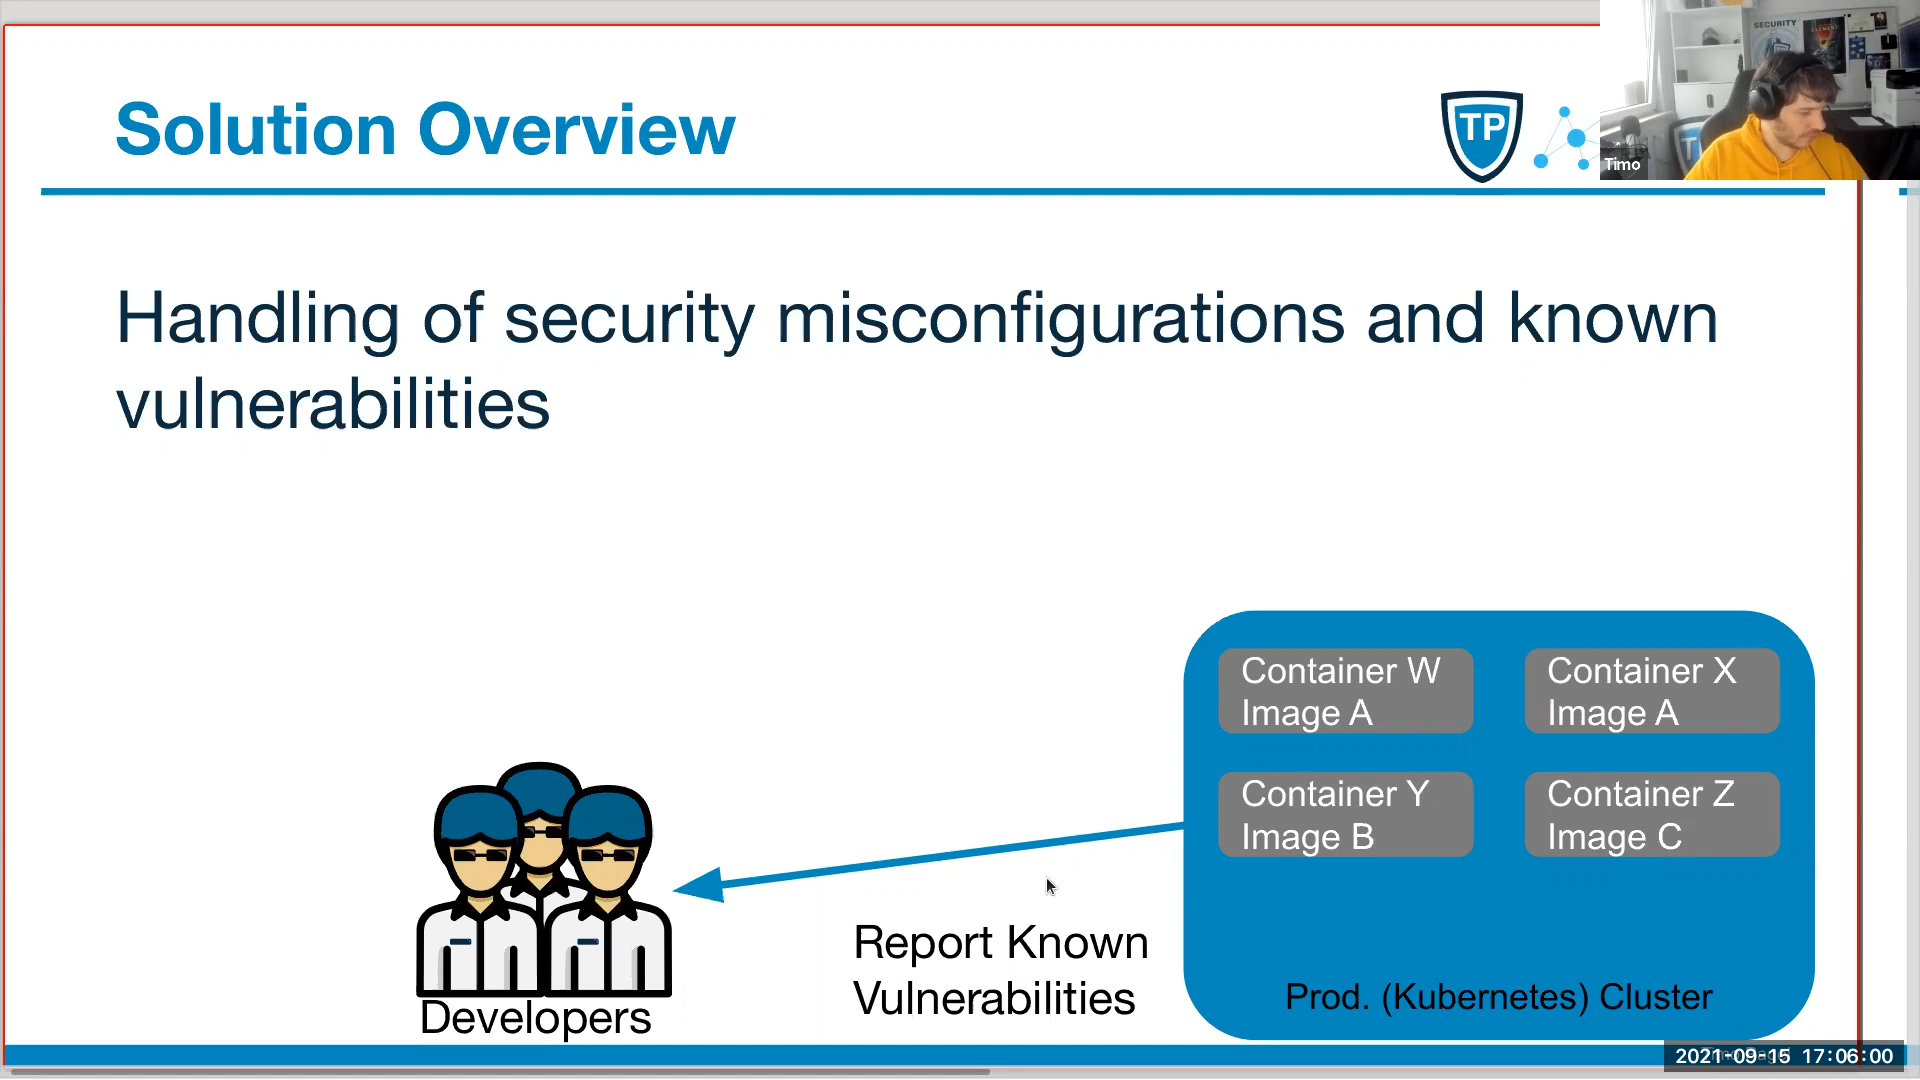 Solution Overview
TP
SECURITY
Timo
Handling of security misconfigurations and known
vulnerabilities
Container W
Image A
Container X
Image A
Container Y
Image B
Container Z
Image C
Report Known
Vulnerabilities
Prod. (Kubernetes) Cluster
Developers
2021-09-15 17:06:00